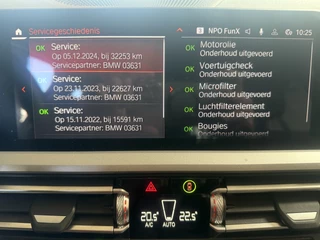 Servicegeschiedenis
NPO FunX
10:25
OK Service:
Op 05.12.2024, bij 32253 km
Servicepartner: BMW 03631
OK Service:
Op 23.11.2023, bij 22627 km
Servicepartner: BMW 03631
OK Service:
Op 15.11.2022, bij 15591 km
Servicepartner: BMW 03631
OK Motorolie
Onderhoud uitgevoerd
OK Voertuigcheck
Onderhoud uitgevoerd
OK Microfilter
Onderhoud uitgevoerd
OK Luchtfilterelement
Onderhoud uitgevoerd
OK Bougies
Onderhoud uitgevoerd
20.5°
A/C
AUTO
22.5°